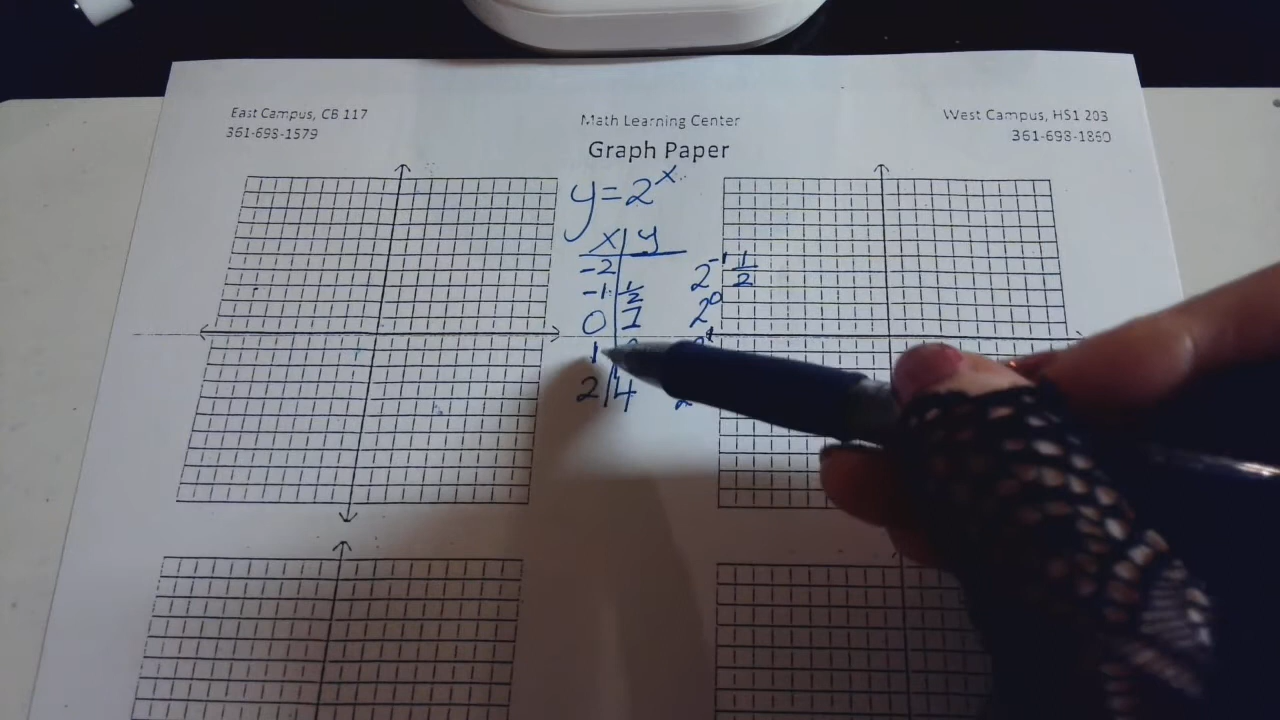 East Campus, CB 117
361-698-1579
Math Learning Center
Graph Paper
West Campus, HS1 203
361-698-1860
y=2^x
x | y
-2
-1 | 1/2
0 | 1
1
2 | 4
2^-1 1/2
2^0
2